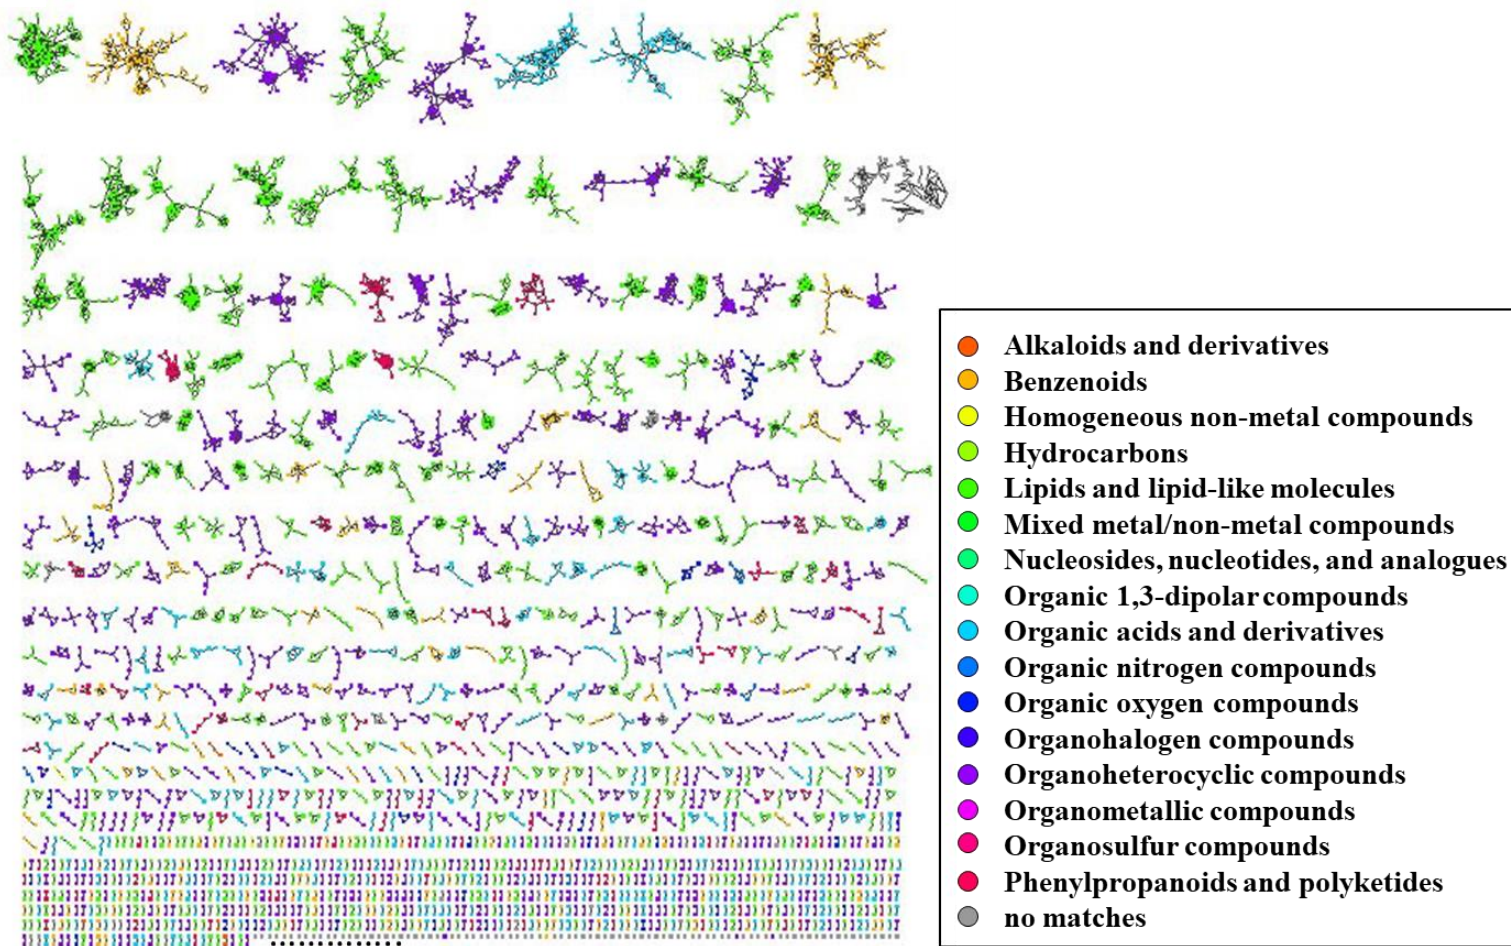 Alkaloids and derivatives
Benzenoids
Homogeneous non-metal compounds
Hydrocarbons
Lipids and lipid-like molecules
Mixed metal/non-metal compounds
Nucleosides, nucleotides, and analogues
Organic 1,3-dipolar compounds
Organic acids and derivatives
Organic nitrogen compounds
Organic oxygen compounds
Organohalogen compounds
Organoheterocyclic compounds
Organometallic compounds
Organosulfur compounds
Phenylpropanoids and polyketides
no matches